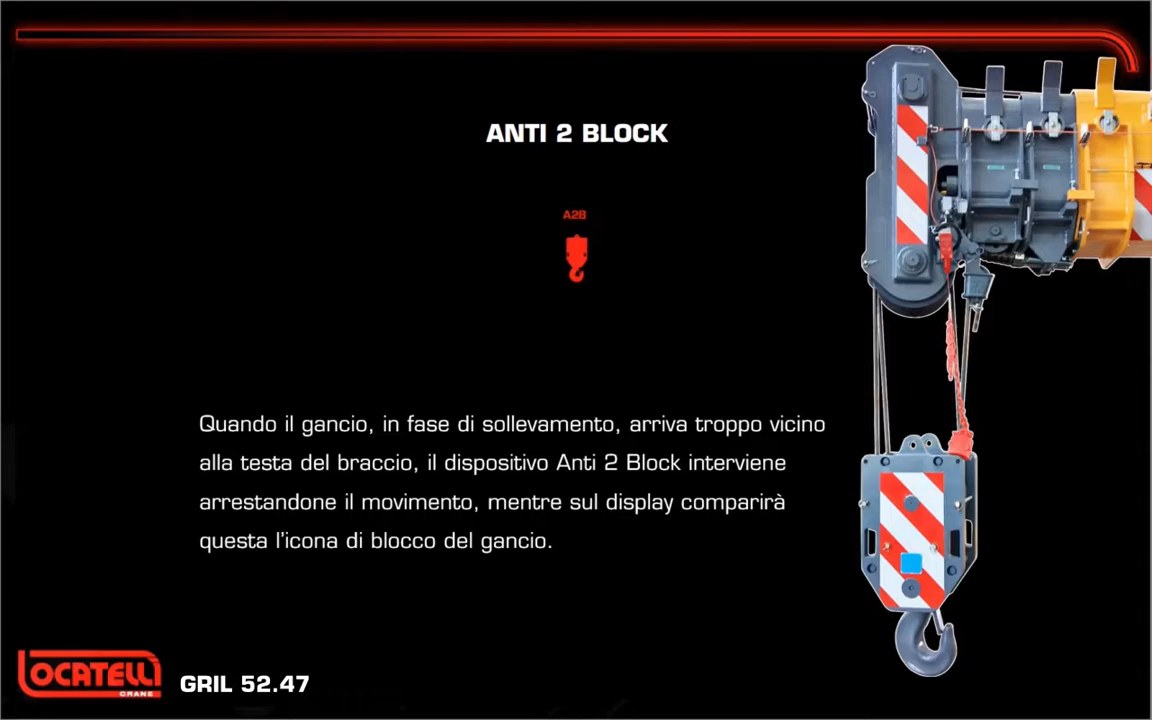 ANTI 2 BLOCK
A2B
Quando il gancio, in fase di sollevamento, arriva troppo vicino
alla testa del braccio, il dispositivo Anti 2 Block interviene
arrestandone il movimento, mentre sul display comparirà
questa l'icona di blocco del gancio.
LOCATELLI
CRANE
GRIL 52.47